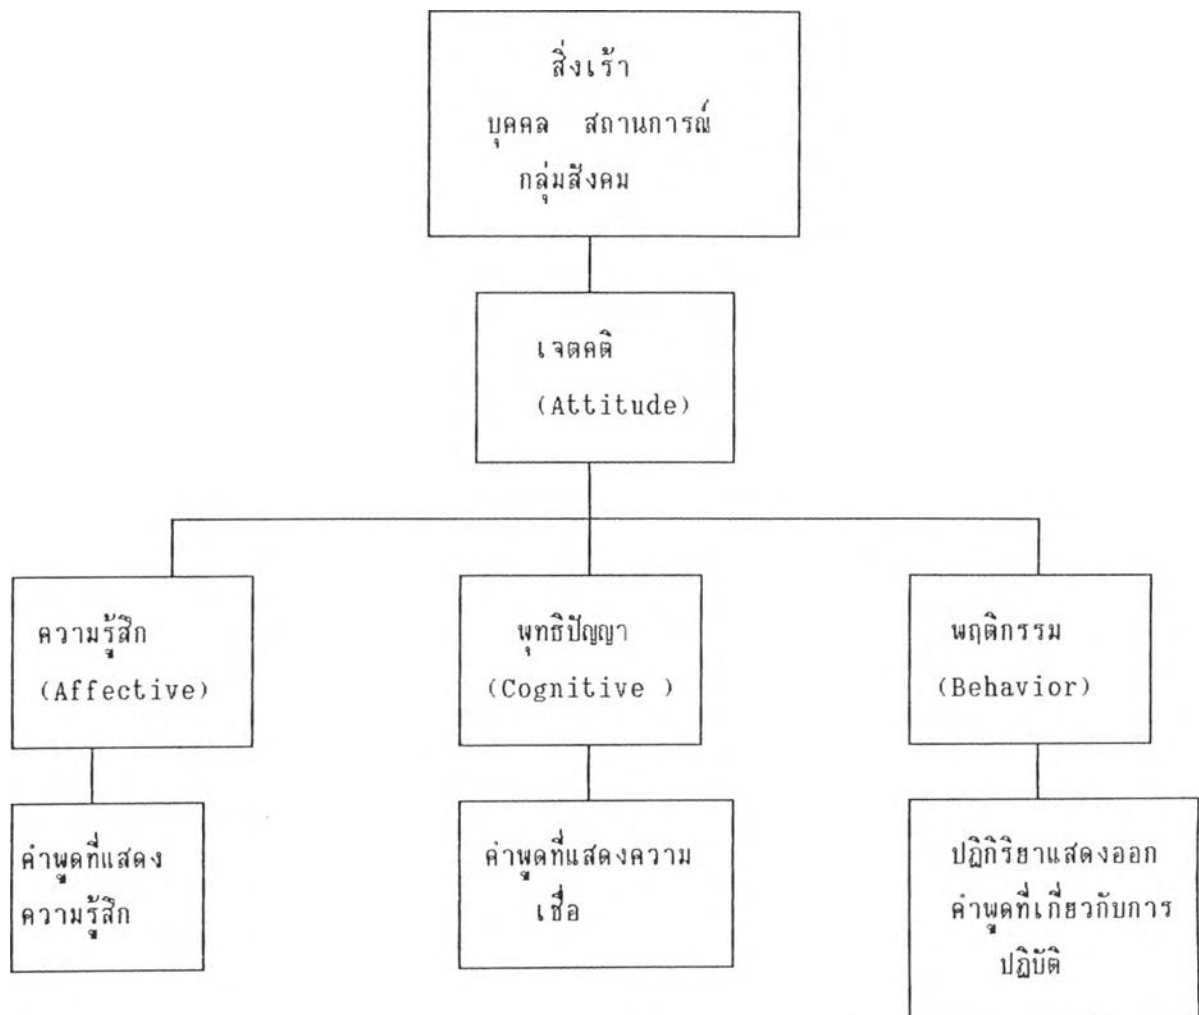 สิ่งเร้า
บุคคล สถานการณ์
กลุ่มสังคม
เจตคติ
(Attitude)
ความรู้สึก
(Affective)
พุทธิปัญญา
(Cognitive )
พฤติกรรม
(Behavior)
คำพูดที่แสดง
ความรู้สึก
คำพูดที่แสดงความ
เชื่อ
ปฏิกิริยาแสดงออก
คำพูดที่เกี่ยวกับการ
ปฏิบัติ